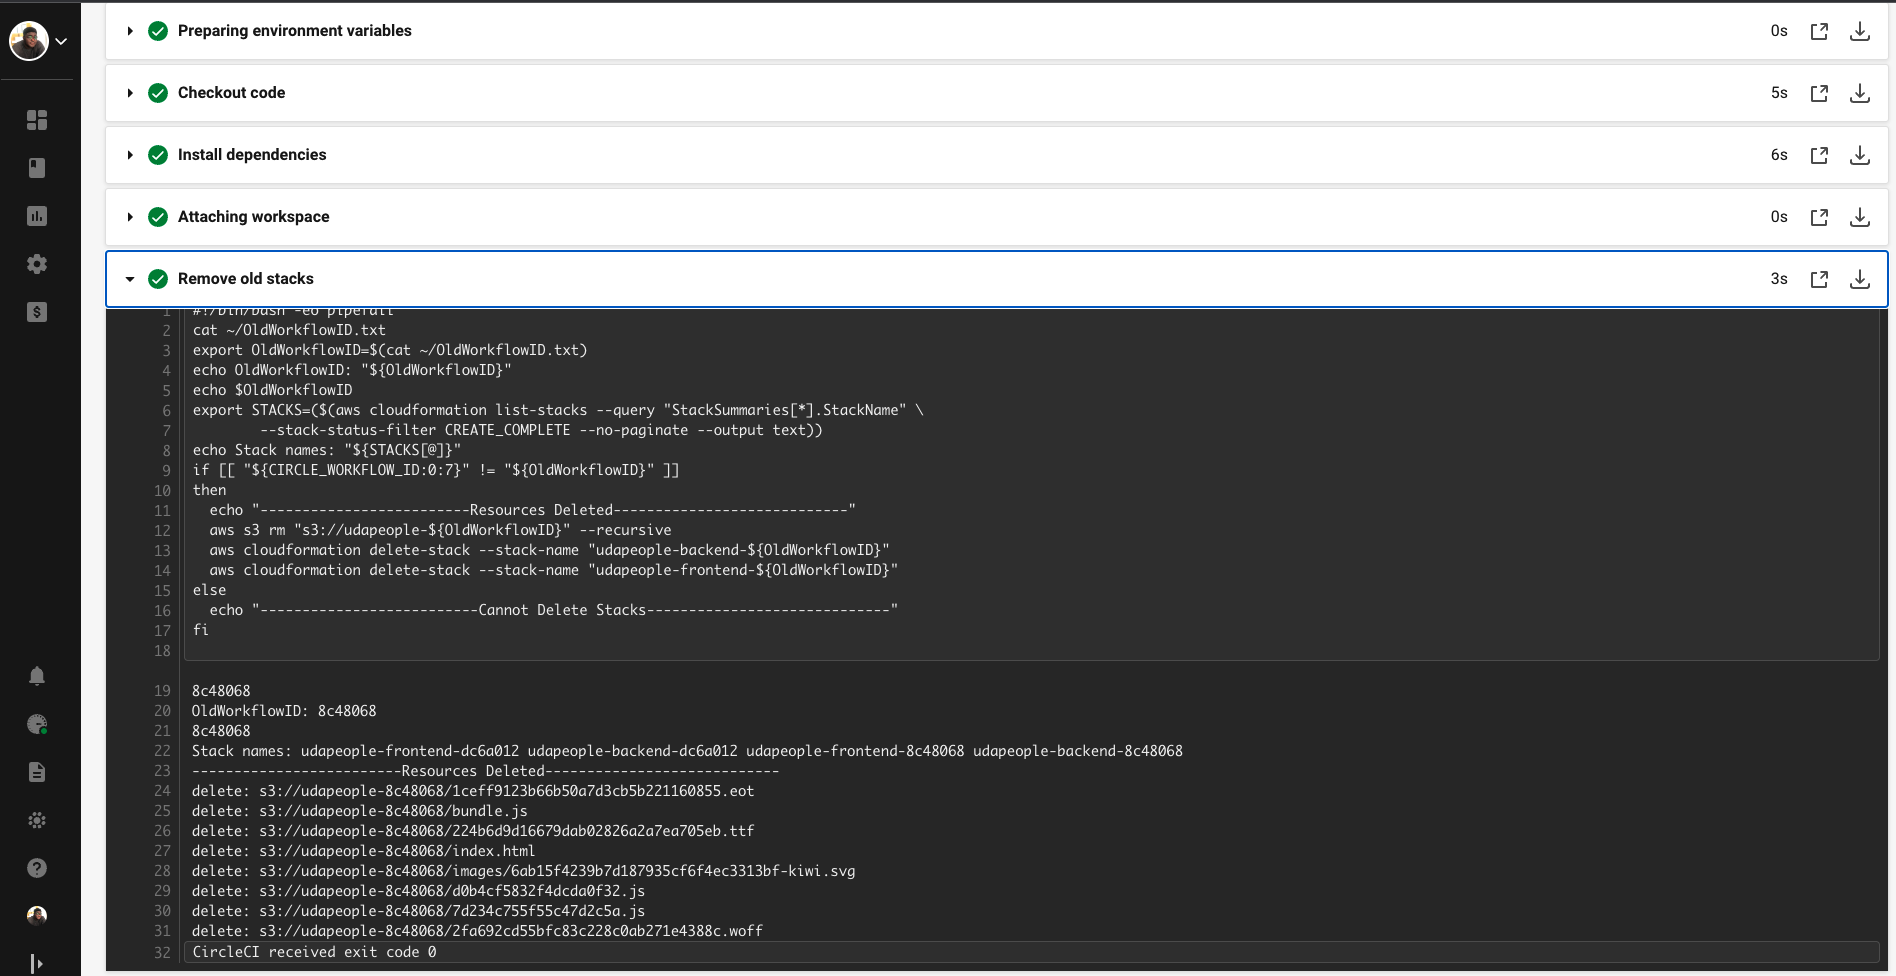 Preparing environment variables 0s
Checkout code 5s
Install dependencies 6s
Attaching workspace 0s
Remove old stacks 3s
1 #!/bin/bash -eo pipefail
2 cat ~/OldWorkflowID.txt
3 export OldWorkflowID=$(cat ~/OldWorkflowID.txt)
4 echo OldWorkflowID: "${OldWorkflowID}"
5 echo $OldWorkflowID
6 export STACKS=($(aws cloudformation list-stacks --query "StackSummaries[*].StackName" \
7 --stack-status-filter CREATE_COMPLETE --no-paginate --output text))
8 echo Stack names: "${STACKS[@]}"
9 if [[ "${CIRCLE_WORKFLOW_ID:0:7}" != "${OldWorkflowID}" ]]
10 then
11 echo "-------------------------Resources Deleted----------------------------"
12 aws s3 rm "s3://udapeople-${OldWorkflowID}" --recursive
13 aws cloudformation delete-stack --stack-name "udapeople-backend-${OldWorkflowID}"
14 aws cloudformation delete-stack --stack-name "udapeople-frontend-${OldWorkflowID}"
15 else
16 echo "--------------------------Cannot Delete Stacks-----------------------------"
17 fi
18
19 8c48068
20 OldWorkflowID: 8c48068
21 8c48068
22 Stack names: udapeople-frontend-dc6a012 udapeople-backend-dc6a012 udapeople-frontend-8c48068 udapeople-backend-8c48068
23 -------------------------Resources Deleted----------------------------
24 delete: s3://udapeople-8c48068/1ceff9123b66b50a7d3cb5b221160855.eot
25 delete: s3://udapeople-8c48068/bundle.js
26 delete: s3://udapeople-8c48068/224b6d9d16679dab02826a2a7ea705eb.ttf
27 delete: s3://udapeople-8c48068/index.html
28 delete: s3://udapeople-8c48068/images/6ab15f4239b7d187935cf6f4ec3313bf-kiwi.svg
29 delete: s3://udapeople-8c48068/d0b4cf5832f4dcda0f32.js
30 delete: s3://udapeople-8c48068/7d234c755f55c47d2c5a.js
31 delete: s3://udapeople-8c48068/2fa692cd55bfc83c228c0ab271e4388c.woff
32 CircleCI received exit code 0